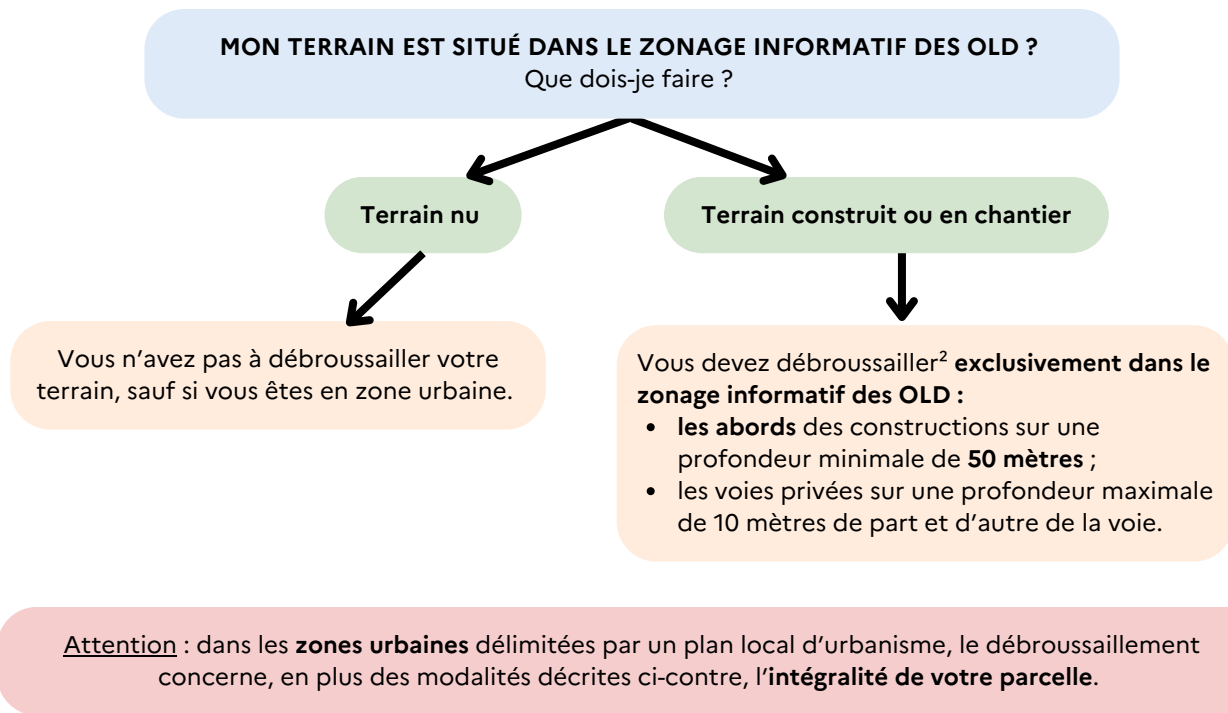 MON TERRAIN EST SITUÉ DANS LE ZONAGE INFORMATIF DES OLD ?
Que dois-je faire ?
Terrain nu
Terrain construit ou en chantier
Vous n’avez pas à débroussailler votre
terrain, sauf si vous êtes en zone urbaine.
Vous devez débroussailler² exclusivement dans le
zonage informatif des OLD :
• les abords des constructions sur une
profondeur minimale de 50 mètres ;
• les voies privées sur une profondeur maximale
de 10 mètres de part et d’autre de la voie.
Attention : dans les zones urbaines délimitées par un plan local d’urbanisme, le débroussaillement
concerne, en plus des modalités décrites ci-contre, l’intégralité de votre parcelle.